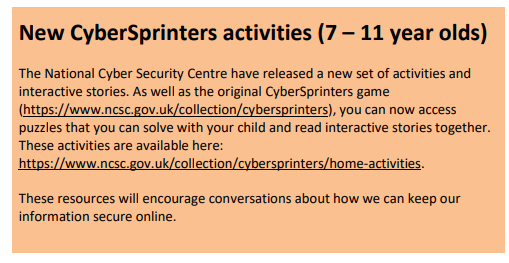 New CyberSprinters activities (7 – 11 year olds)
The National Cyber Security Centre have released a new set of activities and
interactive stories. As well as the original CyberSprinters game
(https://www.ncsc.gov.uk/collection/cybersprinters), you can now access
puzzles that you can solve with your child and read interactive stories together.
These activities are available here:
https://www.ncsc.gov.uk/collection/cybersprinters/home-activities.
These resources will encourage conversations about how we can keep our
information secure online.